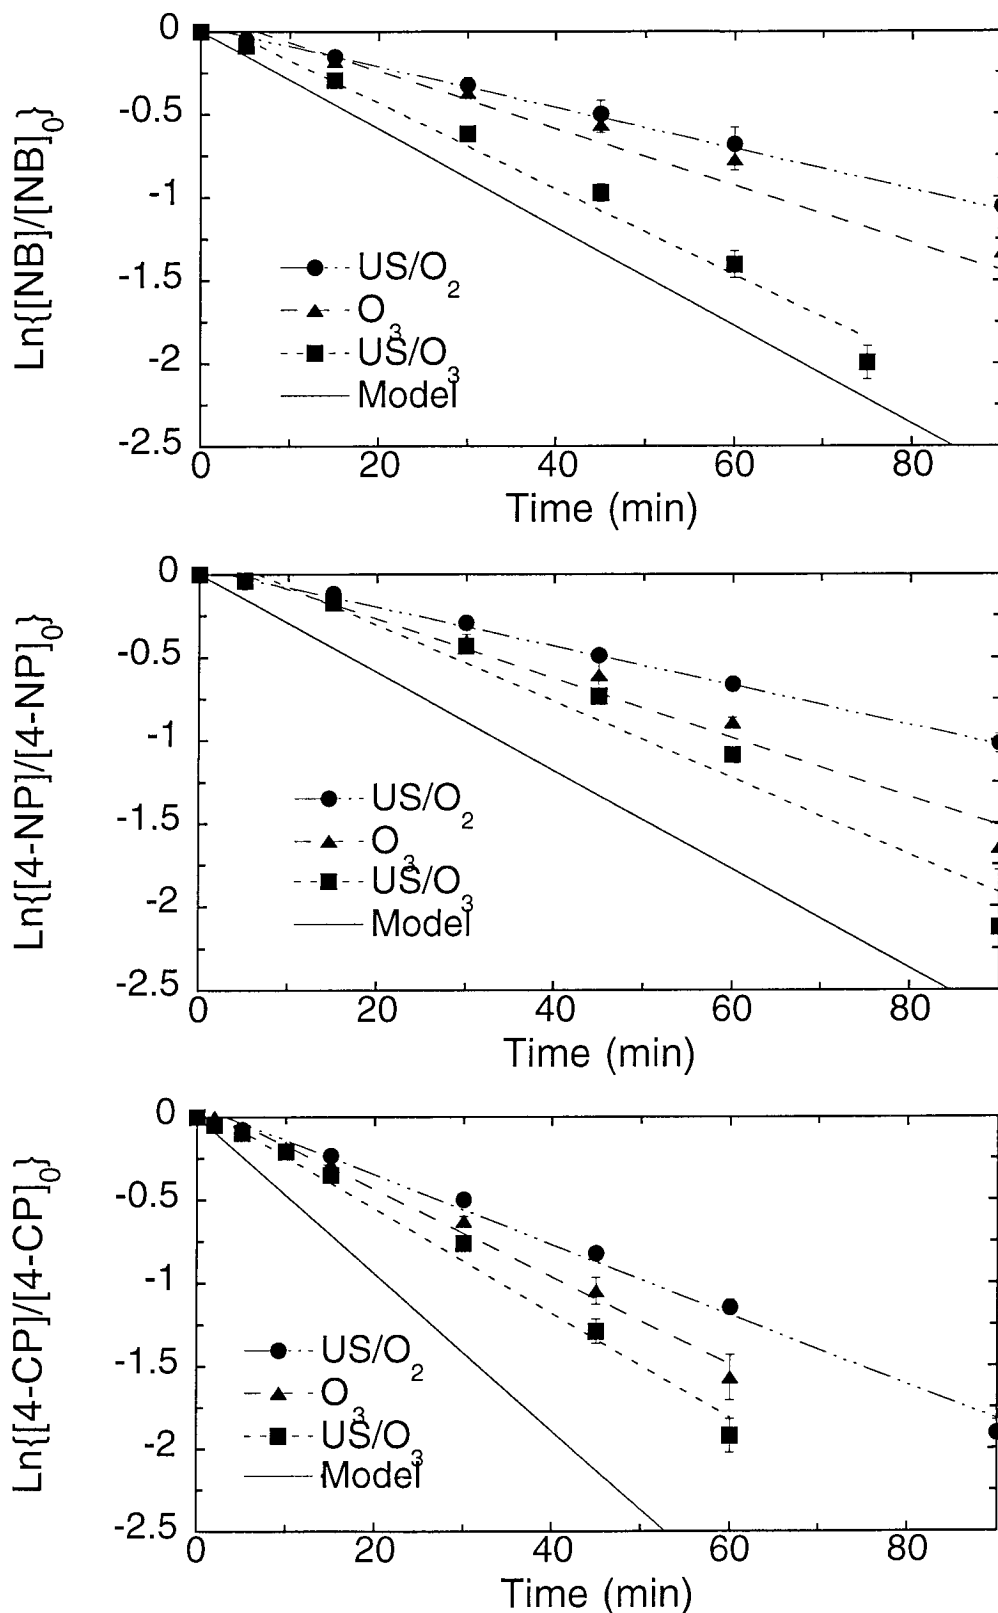 Ln{[NB]/[NB]₀}
0
-0.5
-1
-1.5
-2
-2.5
US/O₂
O₃
US/O₃
Model
0 20 40 60 80
Time (min)
Ln{[4-NP]/[4-NP]₀}
0
-0.5
-1
-1.5
-2
-2.5
US/O₂
O₃
US/O₃
Model
0 20 40 60 80
Time (min)
Ln{[4-CP]/[4-CP]₀}
0
-0.5
-1
-1.5
-2
-2.5
US/O₂
O₃
US/O₃
Model
0 20 40 60 80
Time (min)